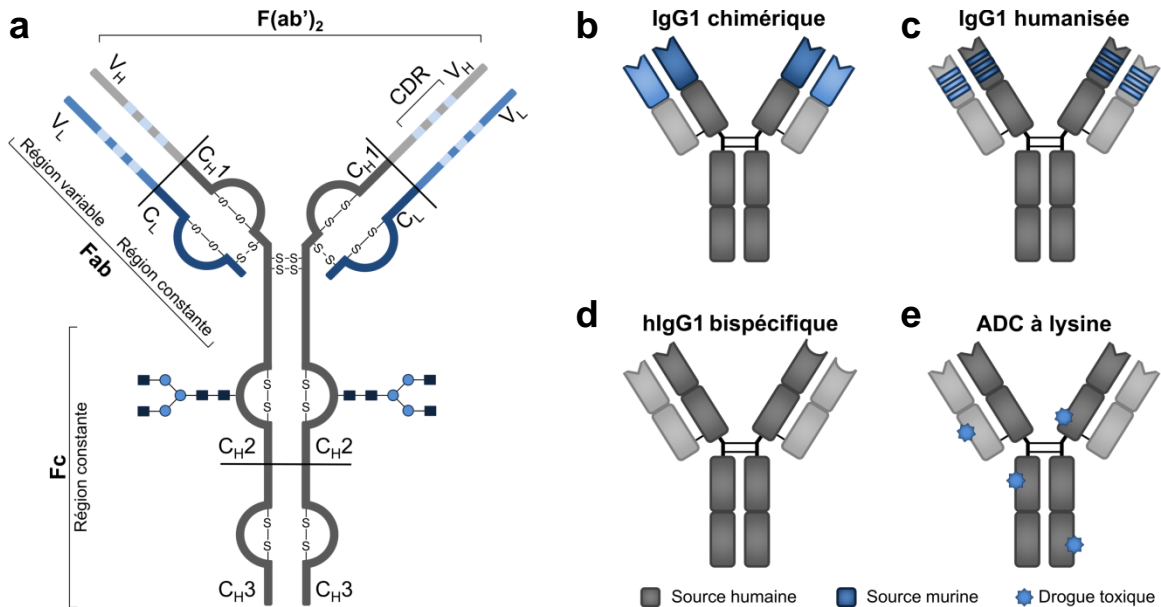 a
F(ab')2
VH
VL
CH1
CL
CDR
VH
VL
CH1
CL
Région variable
Région constante
Fab
S
S
S
S
S
S
S
S
S-S
S-S
S
S
S
S
CH2
CH2
Fc
Région constante
S
S
S
S
CH3
CH3
b
IgG1 chimérique
c
IgG1 humanisée
d
hIgG1 bispécifique
e
ADC à lysine
Source humaine
Source murine
Drogue toxique